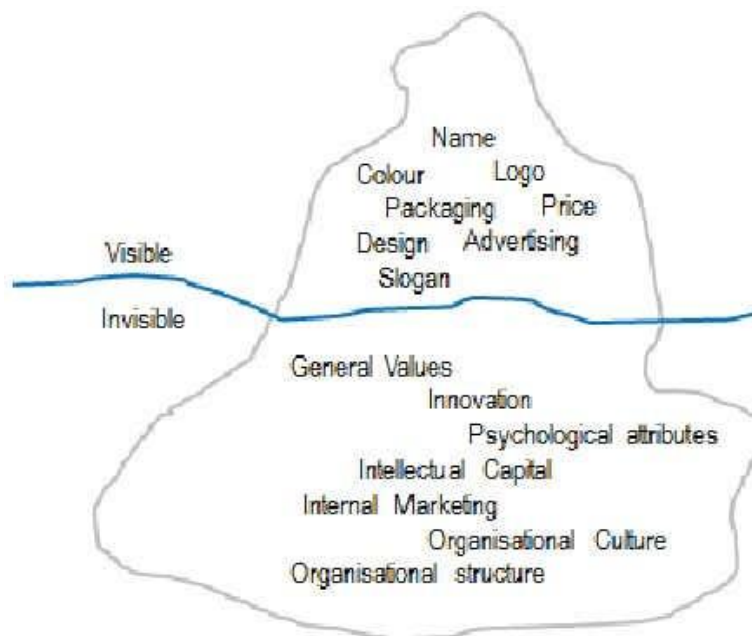 Name
Colour Logo
Packaging Price
Design Advertising
Visible
Slogan
Invisible
General Values
Innovation
Psychological attributes
Intellectual Capital
Internal Marketing
Organisational Culture
Organisational structure